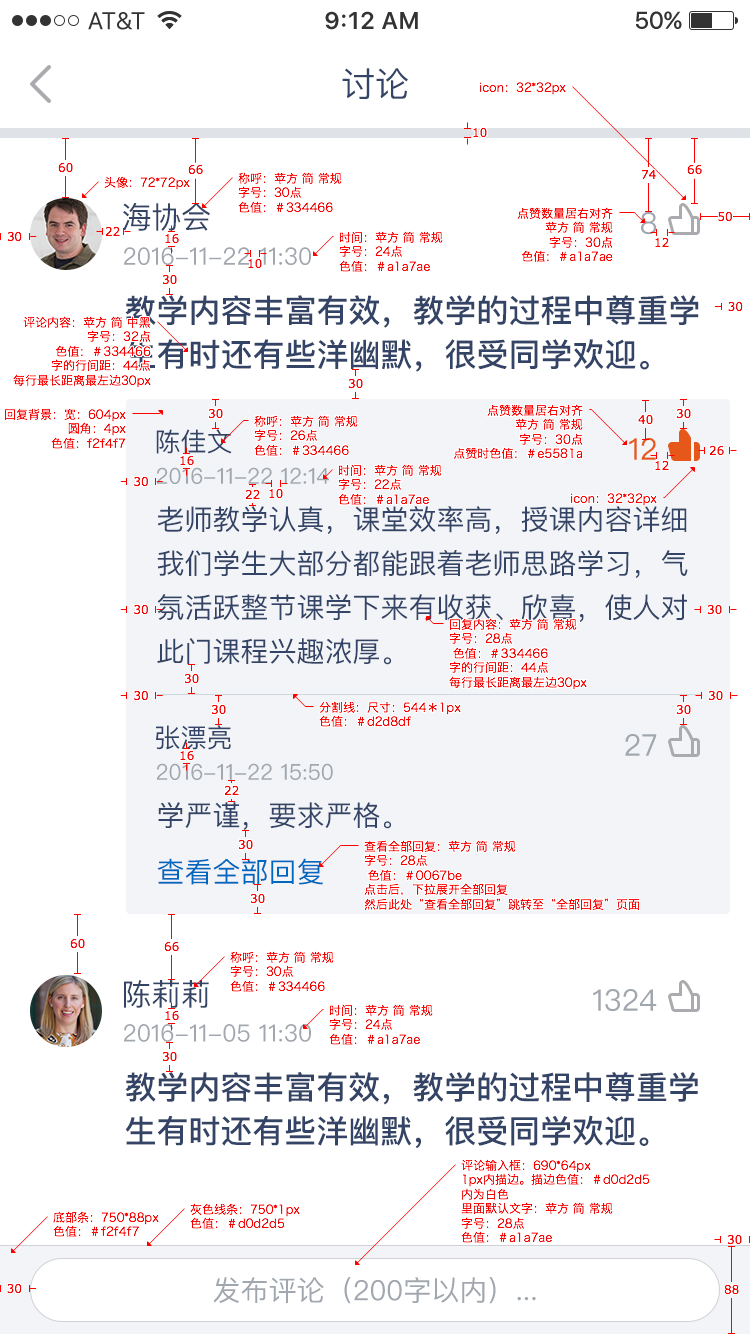 AT&T 9:12 AM 50%
讨论
icon：32*32px
10
60
66
74
66
头像：72*72px
称呼：苹方 简 常规
字号：30点
色值：#334466
点赞数量居右对齐
苹方 简 常规
字号：30点
色值：#a1a7ae
海协会
8
50
30
22
16
12
时间：苹方 简 常规
字号：24点
色值：#a1a7ae
2016-11-22 11:30
10
30
教学内容丰富有效，教学的过程中尊重学
30
生有时还有些洋幽默，很受同学欢迎。
评论内容：苹方 简 中黑
字号：32点
色值：#334466
字的行间距：44点
每行最长距离最左边30px
30
回复背景：宽：604px
圆角：4px
色值：f2f4f7
30
称呼：苹方 简 常规
字号：26点
色值：#334466
点赞数量居右对齐
苹方 简 常规
字号：30点
点赞时色值：#e5581a
40
30
陈佳文
12
26
16
12
2016-11-22 12:14
时间：苹方 简 常规
字号：22点
色值：#a1a7ae
30
22
10
icon：32*32px
老师教学认真，课堂效率高，授课内容详细
我们学生大部分都能跟着老师思路学习，气
氛活跃整节课学下来有收获、欣喜，使人对
30
30
此门课程兴趣浓厚。
回复内容：苹方 简 常规
字号：28点
色值：#334466
字的行间距：44点
每行最长距离最左边30px
30
30
30
30
30
分割线：尺寸：544＊1px
色值：#d2d8df
张漂亮
27
16
2016-11-22 15:50
22
学严谨，要求严格。
30
查看全部回复
查看全部回复：苹方 简 常规
字号：28点
色值：#0067be
点击后，下拉展开全部回复
然后此处“查看全部回复”跳转至“全部回复”页面
30
60
66
称呼：苹方 简 常规
字号：30点
色值：#334466
陈莉莉
1324
16
2016-11-05 11:30
时间：苹方 简 常规
字号：24点
色值：#a1a7ae
30
教学内容丰富有效，教学的过程中尊重学
生有时还有些洋幽默，很受同学欢迎。
评论输入框：690*64px
1px内描边。描边色值：#d0d2d5
内为白色
里面默认文字：苹方 简 常规
字号：28点
色值：#a1a7ae
底部条：750*88px
色值：#f2f4f7
灰色线条：750*1px
色值：#d0d2d5
30
30
发布评论（200字以内）...
88